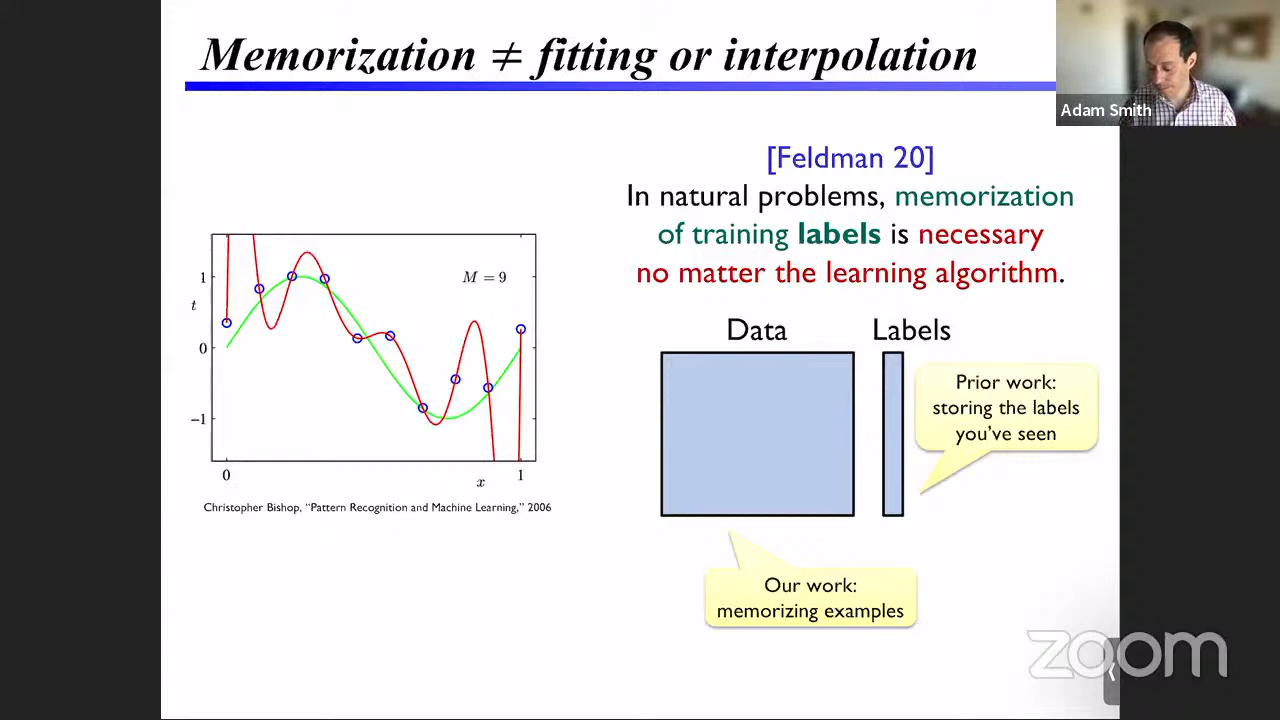 Memorization ≠ fitting or interpolation
Adam Smith
[Feldman 20]
In natural problems, memorization
of training labels is necessary
no matter the learning algorithm.
M = 9
1
t
0
−1
0
x
1
Christopher Bishop, “Pattern Recognition and Machine Learning,” 2006
Data
Labels
Prior work:
storing the labels
you’ve seen
Our work:
memorizing examples
zoom